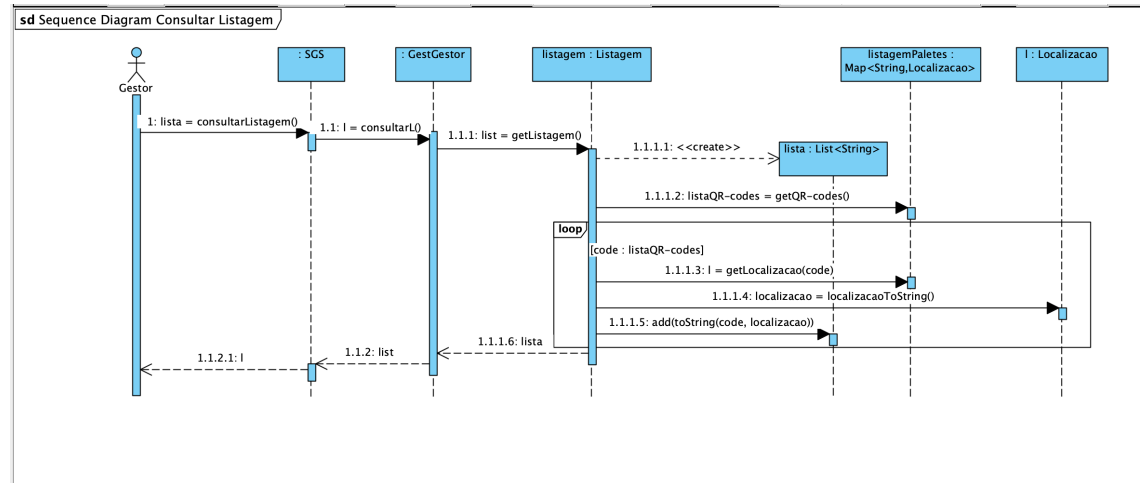 sd Sequence Diagram Consultar Listagem
Gestor
: SGS
: GestGestor
listagem : Listagem
listagemPaletes :
Map<String,Localizacao>
l : Localizacao
1: lista = consultarListagem()
1.1: l = consultarL()
1.1.1: list = getListagem()
1.1.1.1: <<create>>
lista : List<String>
1.1.1.2: listaQR-codes = getQR-codes()
loop
[code : listaQR-codes]
1.1.1.3: l = getLocalizacao(code)
1.1.1.4: localizacao = localizacaoToString()
1.1.1.5: add(toString(code, localizacao))
1.1.1.6: lista
1.1.2: list
1.1.2.1: l